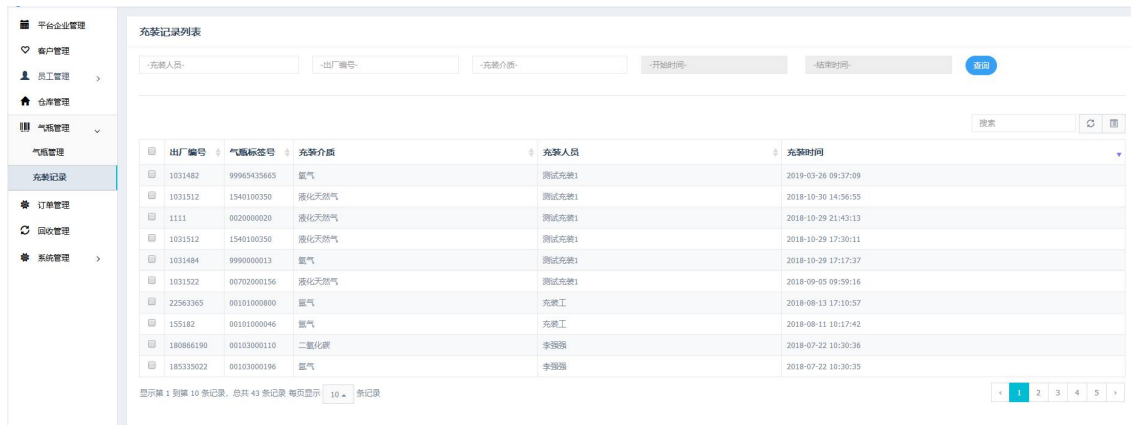 平台企业管理
客户管理
员工管理
仓库管理
气瓶管理
气瓶管理
充装记录
订单管理
回收管理
系统管理
充装记录列表
-充装人员- -出厂编号- -充装介质- -开始时间- -结束时间- 查询
搜索
出厂编号 气瓶标签号 充装介质 充装人员 充装时间
1031482 99965435665 氩气 测试充装1 2019-03-26 09:37:09
1031512 1540100350 液化天然气 测试充装1 2018-10-30 14:56:55
1111 0020000020 液化天然气 测试充装1 2018-10-29 21:43:13
1031512 1540100350 液化天然气 测试充装1 2018-10-29 17:30:11
1031484 9990000013 测试充装1 2018-10-29 17:17:37
1031522 00702000156 液化天然气 测试充装1 2018-09-05 09:59:16
22563365 00101000800 充装工 2018-08-13 17:10:57
155182 00101000046 充装工 2018-08-11 10:17:42
180866190 00103000110 二氧化碳 李强强 2018-07-22 10:30:36
185335022 00103000196 李强强 2018-07-22 10:30:35
显示第 1 到第 10 条记录，总共 43 条记录 每页显示 10 条记录
‹ 1 2 3 4 5 ›